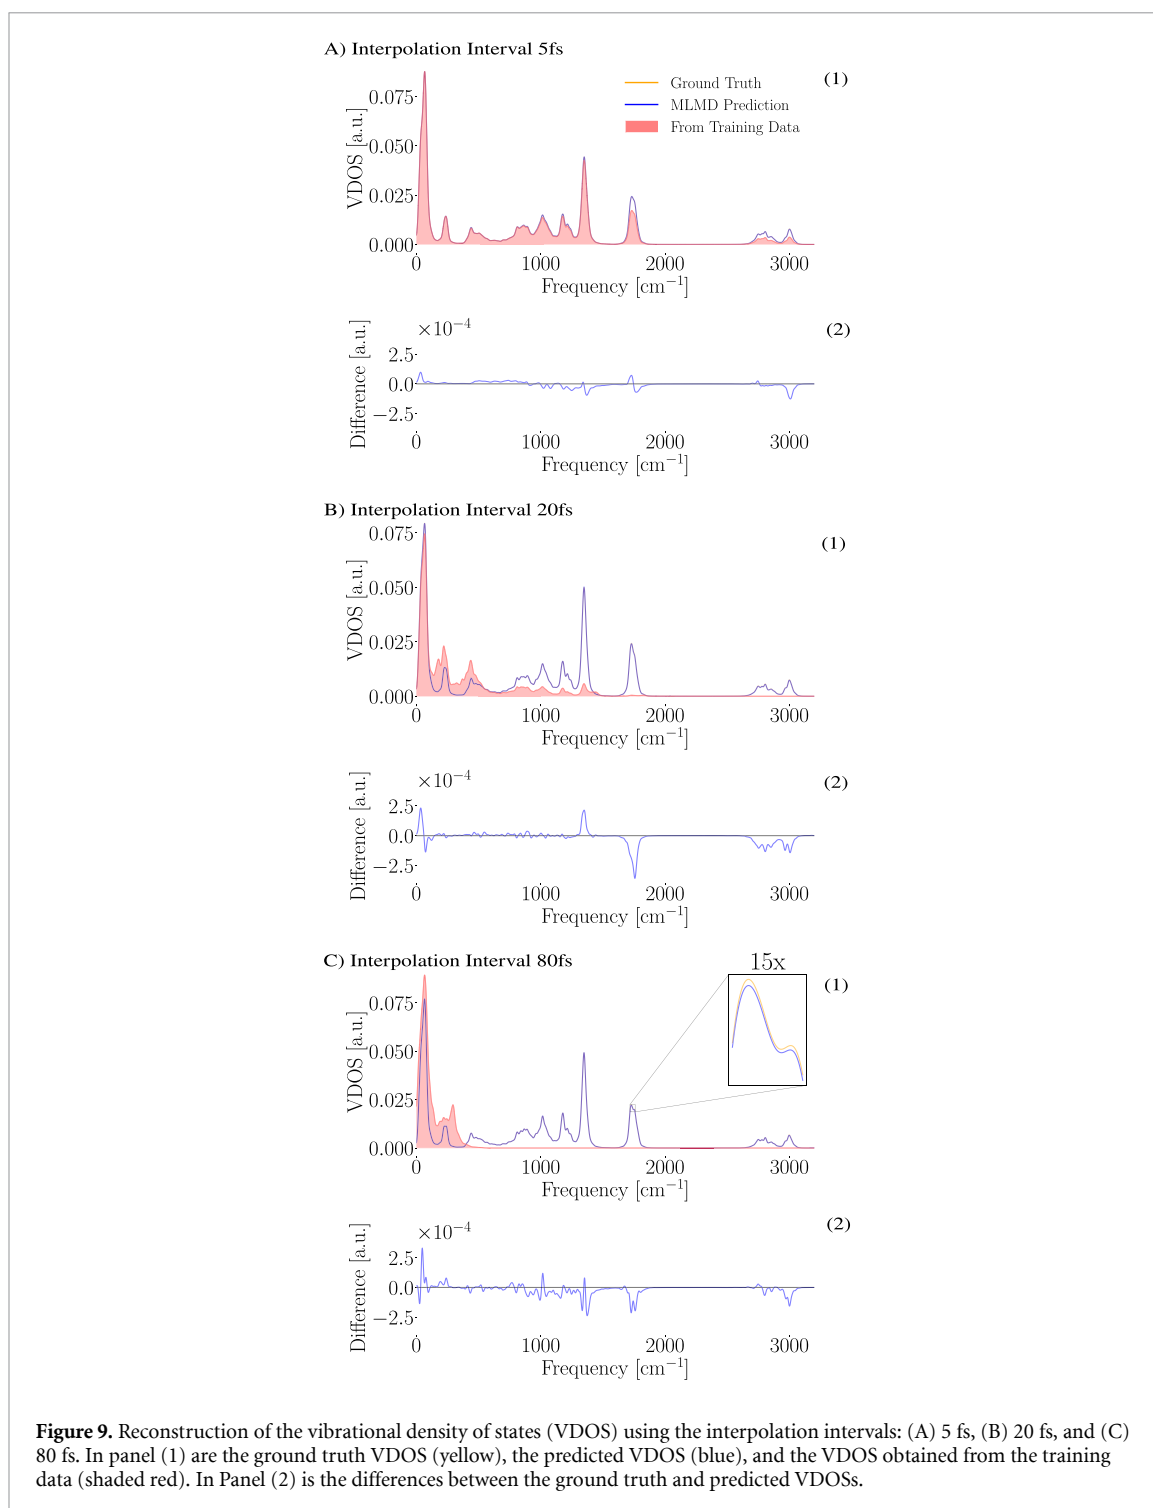 A) Interpolation Interval 5fs
(1)
Ground Truth
MLMD Prediction
From Training Data
VDOS [a.u.]
0.075
0.050
0.025
0.000
0 1000 2000 3000
Frequency [cm⁻¹]
(2)
×10⁻⁴
Difference [a.u.]
2.5
0.0
−2.5
0 1000 2000 3000
Frequency [cm⁻¹]
B) Interpolation Interval 20fs
(1)
VDOS [a.u.]
0.075
0.050
0.025
0.000
0 1000 2000 3000
Frequency [cm⁻¹]
(2)
×10⁻⁴
Difference [a.u.]
2.5
0.0
−2.5
0 1000 2000 3000
Frequency [cm⁻¹]
C) Interpolation Interval 80fs
15x
(1)
VDOS [a.u.]
0.075
0.050
0.025
0.000
0 1000 2000 3000
Frequency [cm⁻¹]
(2)
×10⁻⁴
Difference [a.u.]
2.5
0.0
−2.5
0 1000 2000 3000
Frequency [cm⁻¹]
Figure 9. Reconstruction of the vibrational density of states (VDOS) using the interpolation intervals: (A) 5 fs, (B) 20 fs, and (C)
80 fs. In panel (1) are the ground truth VDOS (yellow), the predicted VDOS (blue), and the VDOS obtained from the training
data (shaded red). In Panel (2) is the differences between the ground truth and predicted VDOSs.